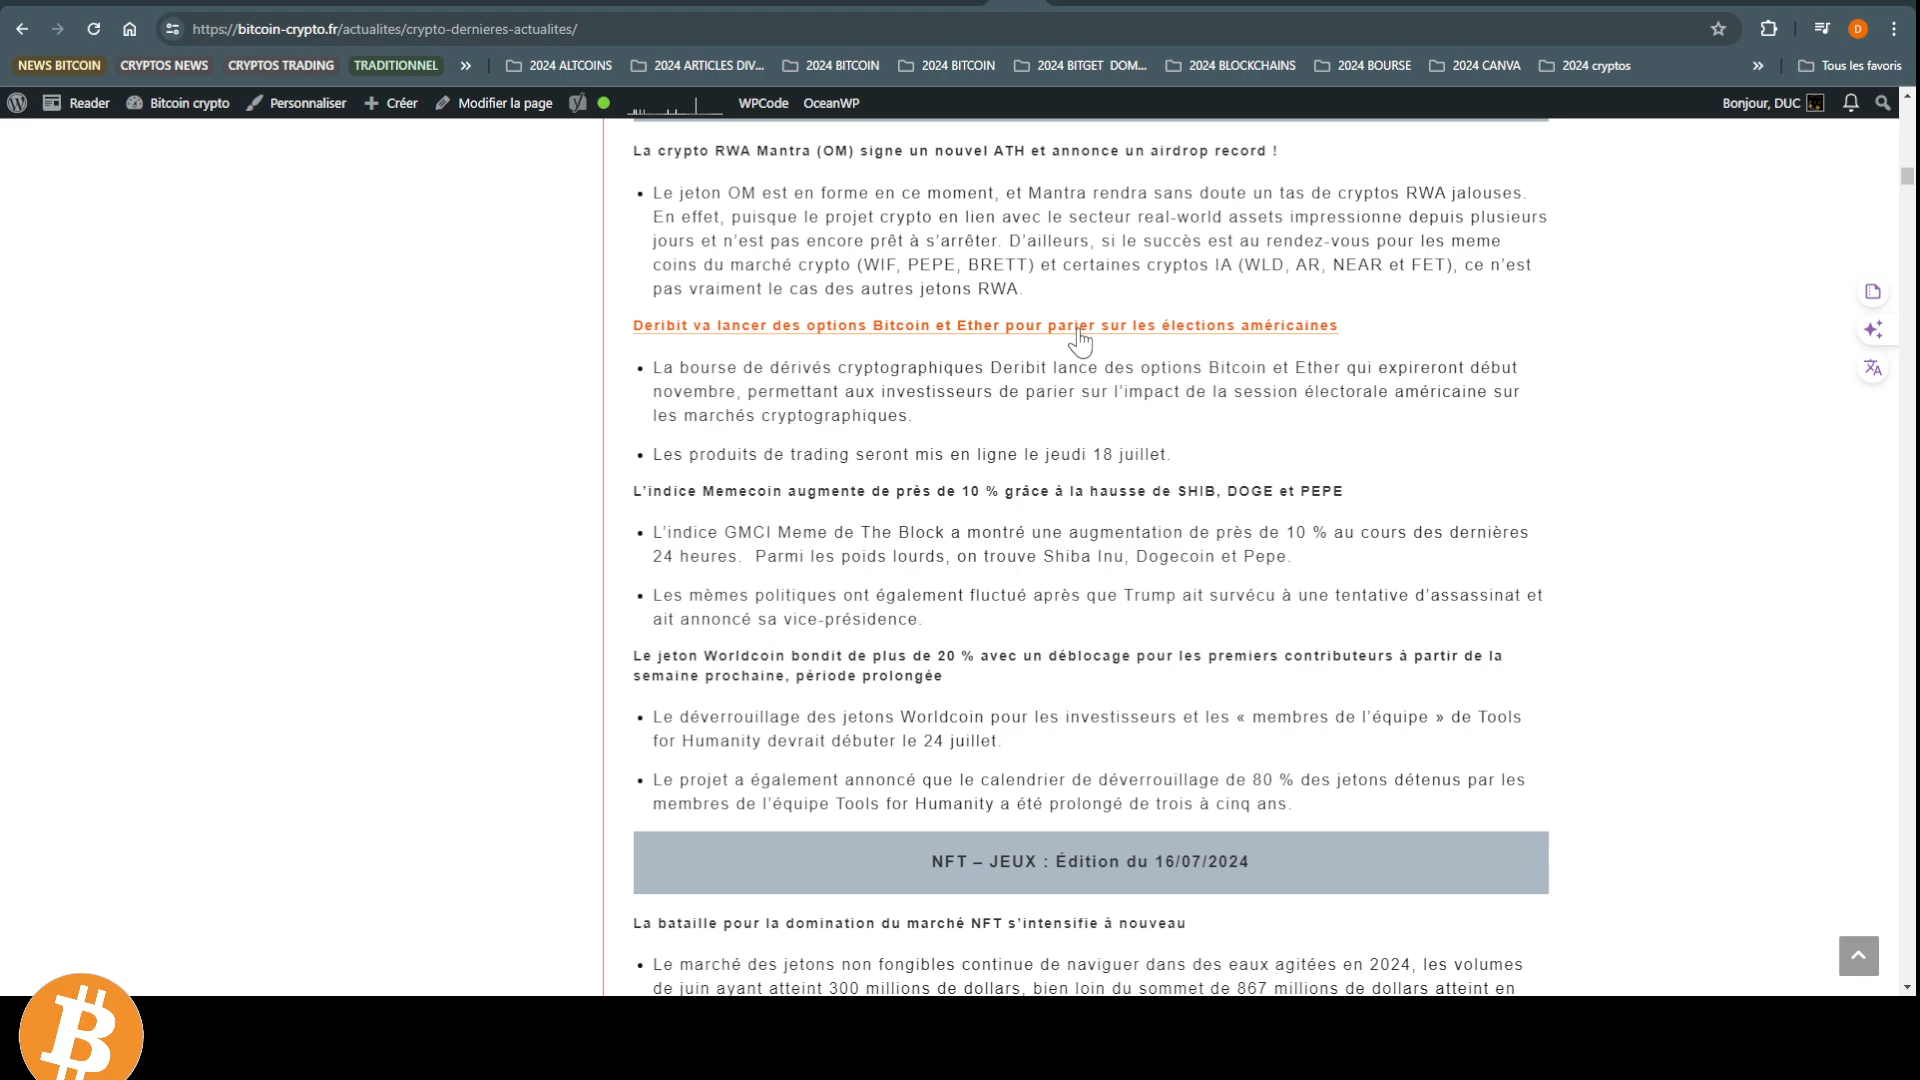 https://bitcoin-crypto.fr/actualites/crypto-dernieres-actualites/
D
NEWS BITCOIN CRYPTOS NEWS CRYPTOS TRADING TRADITIONNEL » 2024 ALTCOINS 2024 ARTICLES DIV... 2024 BITCOIN 2024 BITCOIN 2024 BITGET DOM... 2024 BLOCKCHAINS 2024 BOURSE 2024 CANVA 2024 cryptos » Tous les favoris
Reader Bitcoin crypto Personnaliser Créer Modifier la page WPCode OceanWP Bonjour, DUC
La crypto RWA Mantra (OM) signe un nouvel ATH et annonce un airdrop record !
• Le jeton OM est en forme en ce moment, et Mantra rendra sans doute un tas de cryptos RWA jalouses.
En effet, puisque le projet crypto en lien avec le secteur real-world assets impressionne depuis plusieurs
jours et n’est pas encore prêt à s’arrêter. D’ailleurs, si le succès est au rendez-vous pour les meme
coins du marché crypto (WIF, PEPE, BRETT) et certaines cryptos IA (WLD, AR, NEAR et FET), ce n’est
pas vraiment le cas des autres jetons RWA.
Deribit va lancer des options Bitcoin et Ether pour parier sur les élections américaines
• La bourse de dérivés cryptographiques Deribit lance des options Bitcoin et Ether qui expireront début
novembre, permettant aux investisseurs de parier sur l’impact de la session électorale américaine sur
les marchés cryptographiques.
• Les produits de trading seront mis en ligne le jeudi 18 juillet.
L’indice Memecoin augmente de près de 10 % grâce à la hausse de SHIB, DOGE et PEPE
• L’indice GMCI Meme de The Block a montré une augmentation de près de 10 % au cours des dernières
24 heures. Parmi les poids lourds, on trouve Shiba Inu, Dogecoin et Pepe.
• Les mèmes politiques ont également fluctué après que Trump ait survécu à une tentative d’assassinat et
ait annoncé sa vice-présidence.
Le jeton Worldcoin bondit de plus de 20 % avec un déblocage pour les premiers contributeurs à partir de la
semaine prochaine, période prolongée
• Le déverrouillage des jetons Worldcoin pour les investisseurs et les « membres de l’équipe » de Tools
for Humanity devrait débuter le 24 juillet.
• Le projet a également annoncé que le calendrier de déverrouillage de 80 % des jetons détenus par les
membres de l’équipe Tools for Humanity a été prolongé de trois à cinq ans.
NFT – JEUX : Édition du 16/07/2024
La bataille pour la domination du marché NFT s’intensifie à nouveau
• Le marché des jetons non fongibles continue de naviguer dans des eaux agitées en 2024, les volumes
de juin ayant atteint 300 millions de dollars, bien loin du sommet de 867 millions de dollars atteint en